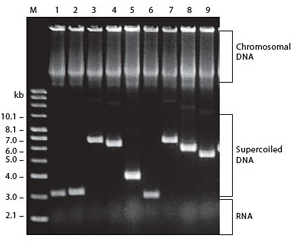 M 1 2 3 4 5 6 7 8 9
Chromosomal
DNA
kb
10.1 –
8.1 –
7.0 –
6.0 –
5.0 –
4.0 –
3.0 –
2.1 –
Supercoiled
DNA
RNA